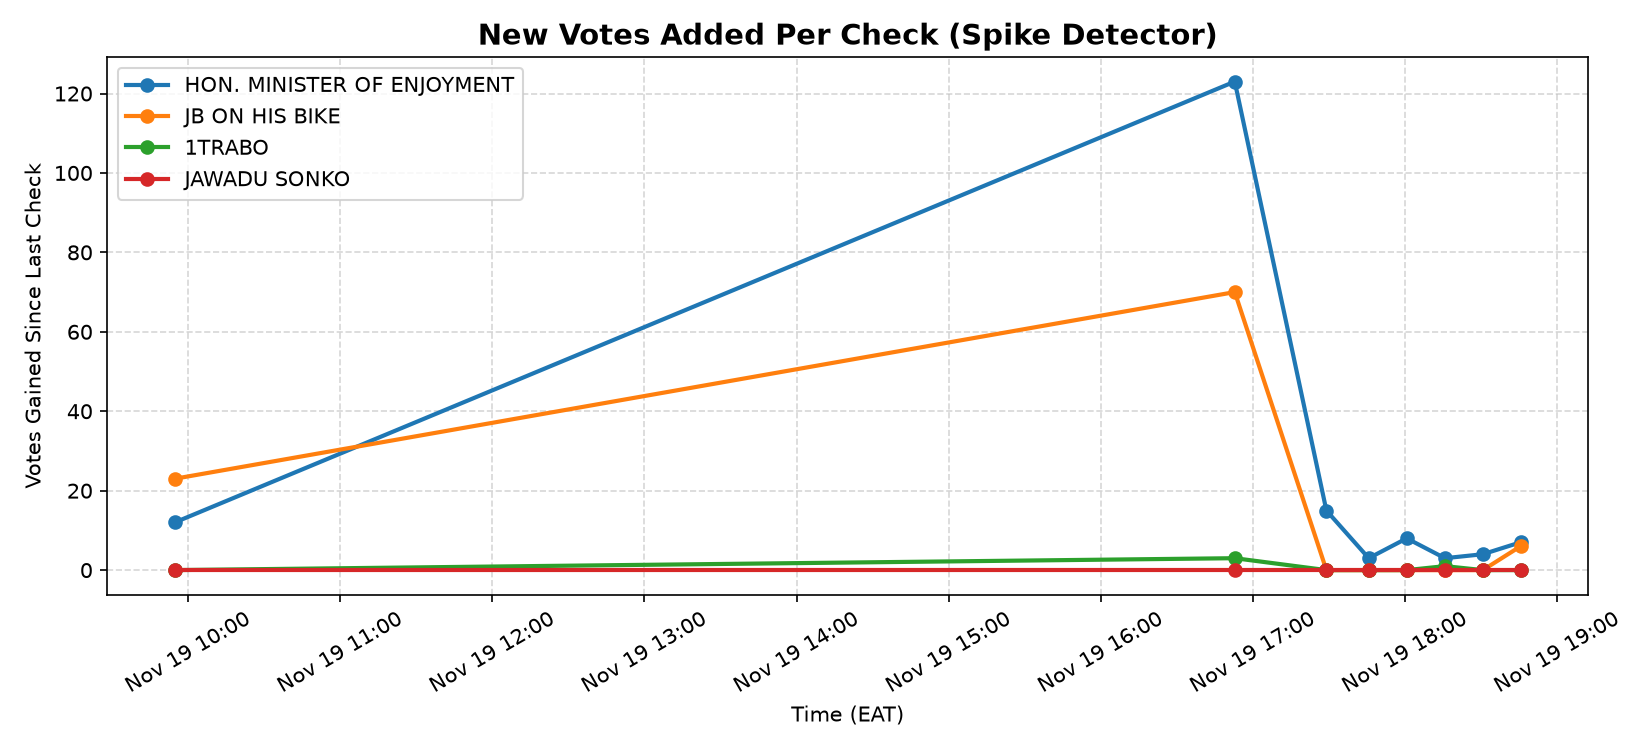 New Votes Added Per Check (Spike Detector)
HON. MINISTER OF ENJOYMENT
JB ON HIS BIKE
1TRABO
JAWADU SONKO
Votes Gained Since Last Check
120
100
80
60
40
20
0
Nov 19 10:00
Nov 19 11:00
Nov 19 12:00
Nov 19 13:00
Nov 19 14:00
Nov 19 15:00
Nov 19 16:00
Nov 19 17:00
Nov 19 18:00
Nov 19 19:00
Time (EAT)